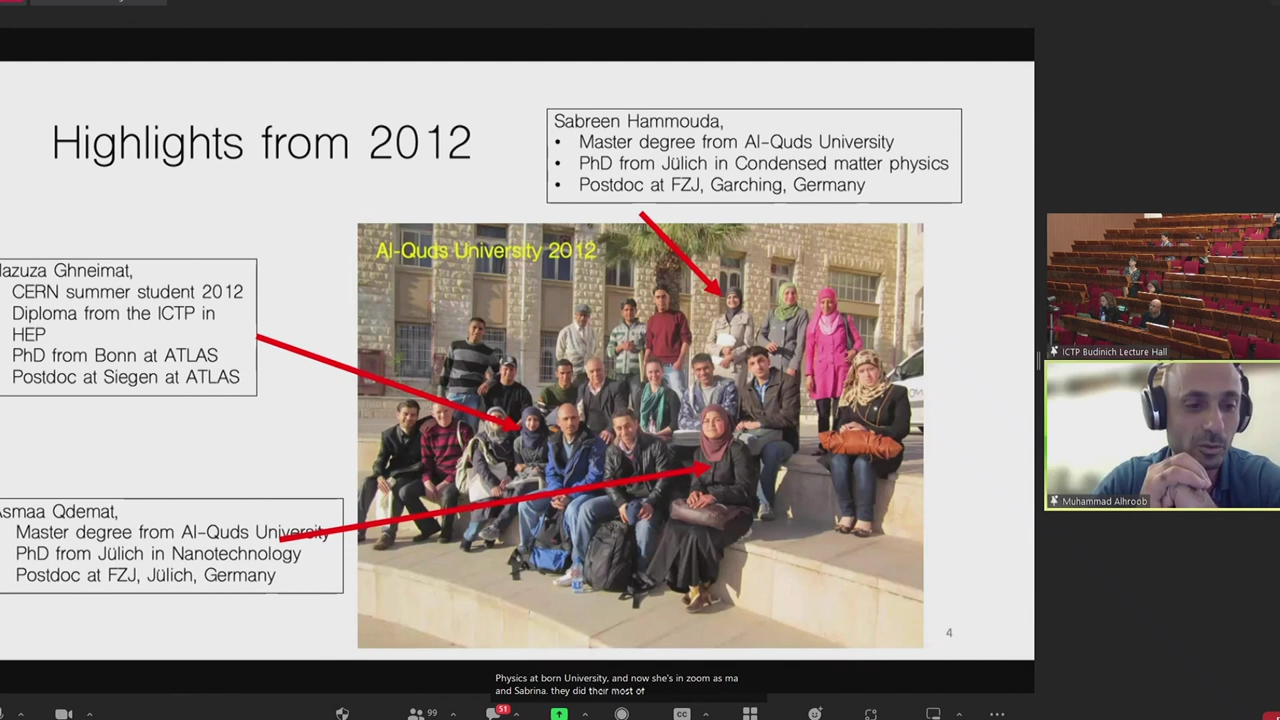 Highlights from 2012
Sabreen Hammouda,
• Master degree from Al-Quds University
• PhD from Jülich in Condensed matter physics
• Postdoc at FZJ, Garching, Germany
Al-Quds University 2012
Ghneimat,
CERN summer student 2012
Diploma from the ICTP in
HEP
PhD from Bonn at ATLAS
Postdoc at Siegen at ATLAS
Asmaa Qdemat,
Master degree from Al-Quds University
PhD from Jülich in Nanotechnology
Postdoc at FZJ, Jülich, Germany
4
ICTP Budinich Lecture Hall
Muhammad Alhroob
Physics at born University, and now she's in zoom as ma
and Sabrina. they did their most of
99
51
CC